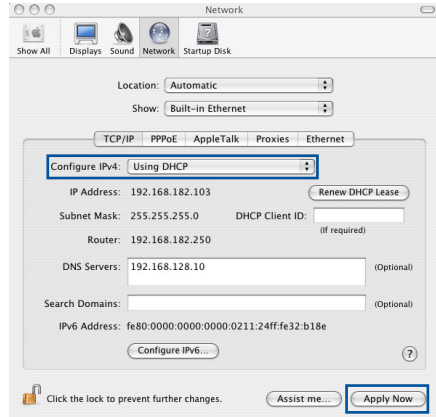 Network
Show All Displays Sound Network Startup Disk
Location: Automatic
Show: Built-in Ethernet
TCP/IP PPPoE AppleTalk Proxies Ethernet
Configure IPv4: Using DHCP
IP Address: 192.168.182.103 Renew DHCP Lease
Subnet Mask: 255.255.255.0 DHCP Client ID:
(If required)
Router: 192.168.182.250
DNS Servers: 192.168.128.10 (Optional)
Search Domains: (Optional)
IPv6 Address: fe80:0000:0000:0000:0211:24ff:fe32:b18e
Configure IPv6... ?
Click the lock to prevent further changes. Assist me... Apply Now